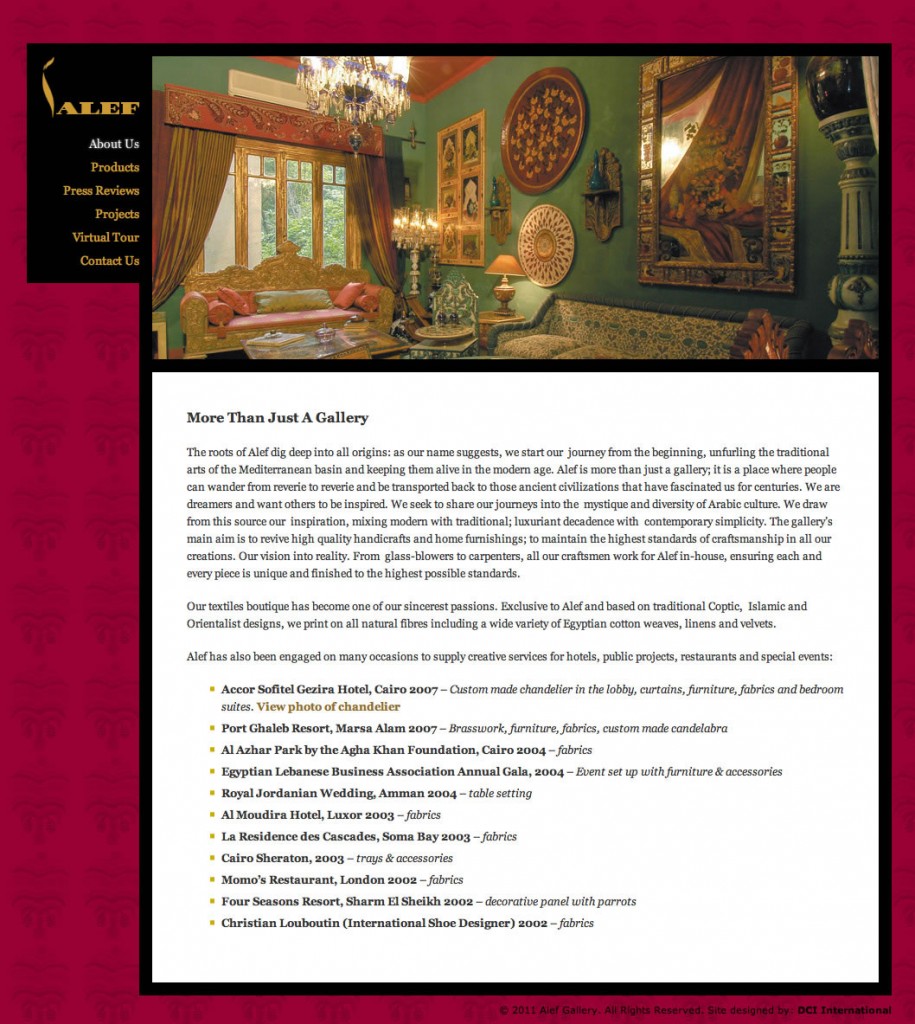 ALEF
About Us
Products
Press Reviews
Projects
Virtual Tour
Contact Us
More Than Just A Gallery
The roots of Alef dig deep into all origins: as our name suggests, we start our journey from the beginning, unfurling the traditional
arts of the Mediterranean basin and keeping them alive in the modern age. Alef is more than just a gallery; it is a place where people
can wander from reverie to reverie and be transported back to those ancient civilizations that have fascinated us for centuries. We are
dreamers and want others to be inspired. We seek to share our journeys into the mystique and diversity of Arabic culture. We draw
from this source our inspiration, mixing modern with traditional; luxuriant decadence with contemporary simplicity. The gallery's
main aim is to revive high quality handicrafts and home furnishings; to maintain the highest standards of craftsmanship in all our
creations. Our vision into reality. From glass-blowers to carpenters, all our craftsmen work for Alef in-house, ensuring each and
every piece is unique and finished to the highest possible standards.
Our textiles boutique has become one of our sincerest passions. Exclusive to Alef and based on traditional Coptic, Islamic and
Orientalist designs, we print on all natural fibres including a wide variety of Egyptian cotton weaves, linens and velvets.
Alef has also been engaged on many occasions to supply creative services for hotels, public projects, restaurants and special events:
Accor Sofitel Gezira Hotel, Cairo 2007 – Custom made chandelier in the lobby, curtains, furniture, fabrics and bedroom
suites. View photo of chandelier
Port Ghaleb Resort, Marsa Alam 2007 – Brasswork, furniture, fabrics, custom made candelabra
Al Azhar Park by the Agha Khan Foundation, Cairo 2004 – fabrics
Egyptian Lebanese Business Association Annual Gala, 2004 – Event set up with furniture & accessories
Royal Jordanian Wedding, Amman 2004 – table setting
Al Moudira Hotel, Luxor 2003 – fabrics
La Residence des Cascades, Soma Bay 2003 – fabrics
Cairo Sheraton, 2003 – trays & accessories
Momo's Restaurant, London 2002 – fabrics
Four Seasons Resort, Sharm El Sheikh 2002 – decorative panel with parrots
Christian Louboutin (International Shoe Designer) 2002 – fabrics
© 2011 Alef Gallery. All Rights Reserved. Site designed by: DCI International